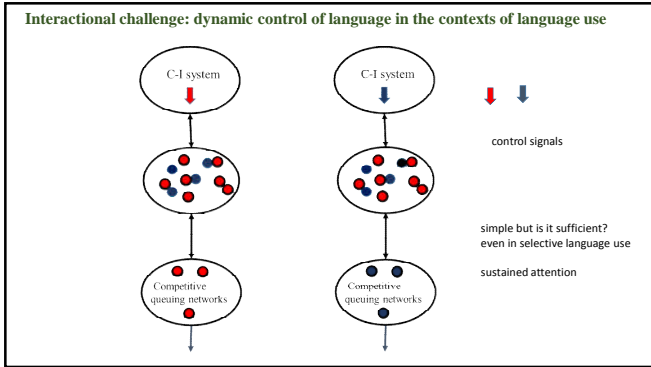 Interactional challenge: dynamic control of language in the contexts of language use
C-I system
C-I system
control signals
simple but is it sufficient?
even in selective language use
sustained attention
Competitive
queuing networks
Competitive
queuing networks